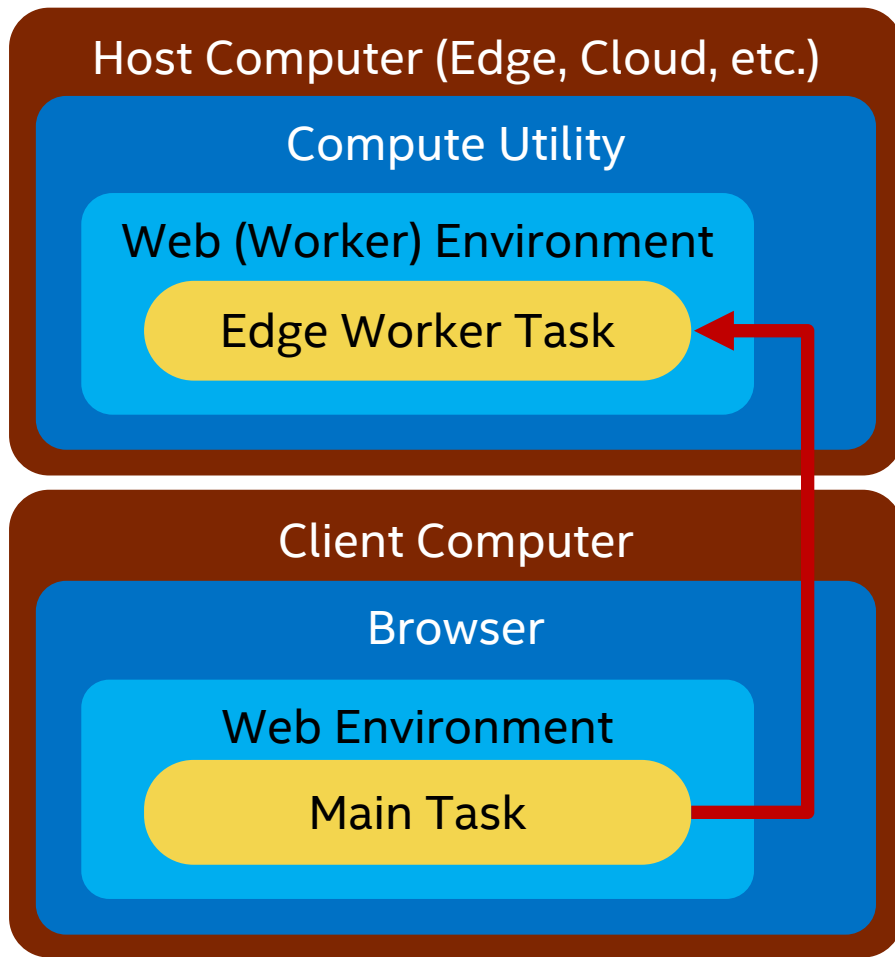 Host Computer (Edge, Cloud, etc.)
Compute Utility
Web (Worker) Environment
Edge Worker Task
Client Computer
Browser
Web Environment
Main Task